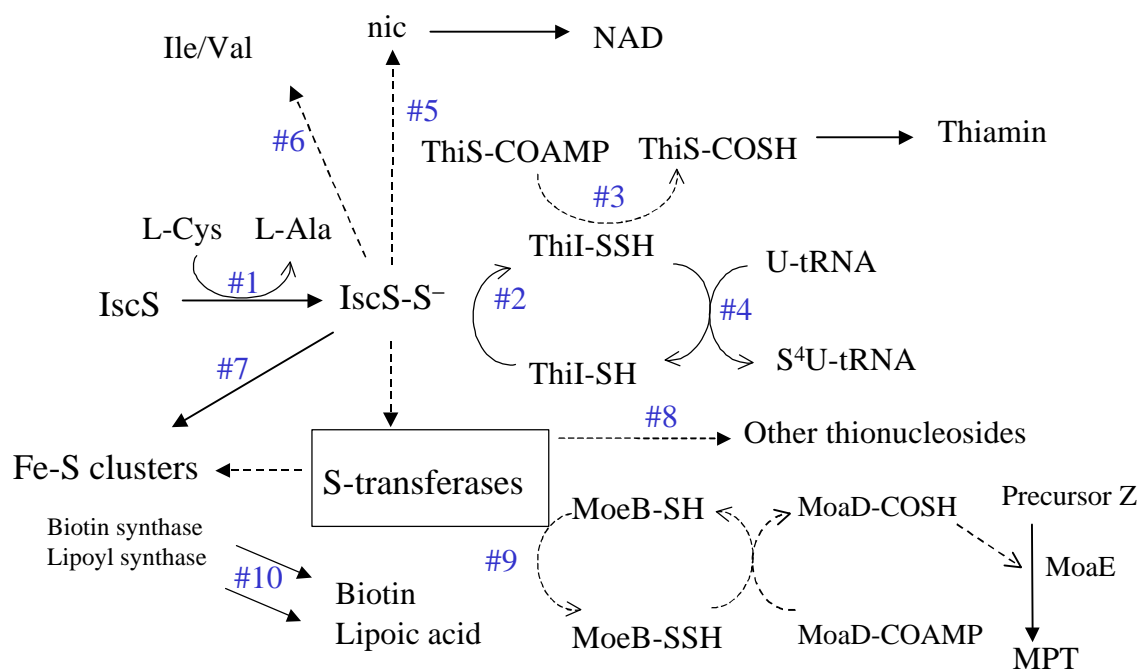 nic
NAD
Ile/Val
#5
#6
ThiS-COAMP
ThiS-COSH
Thiamin
#3
L-Cys
L-Ala
ThiI-SSH
U-tRNA
#1
IscS
IscS-S⁻
#2
#4
ThiI-SH
S⁴U-tRNA
#7
#8
Other thionucleosides
Fe-S clusters
S-transferases
MoeB-SH
MoaD-COSH
Precursor Z
Biotin synthase
Lipoyl synthase
#9
MoaE
#10
Biotin
Lipoic acid
MoeB-SSH
MoaD-COAMP
MPT